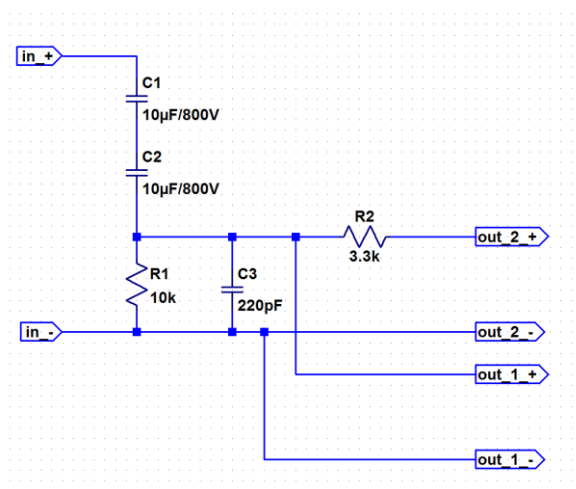 in_+
C1
10µF/800V
C2
10µF/800V
R2
3.3k
out_2_+
R1
10k
C3
220pF
in_-
out_2_-
out_1_+
out_1_-